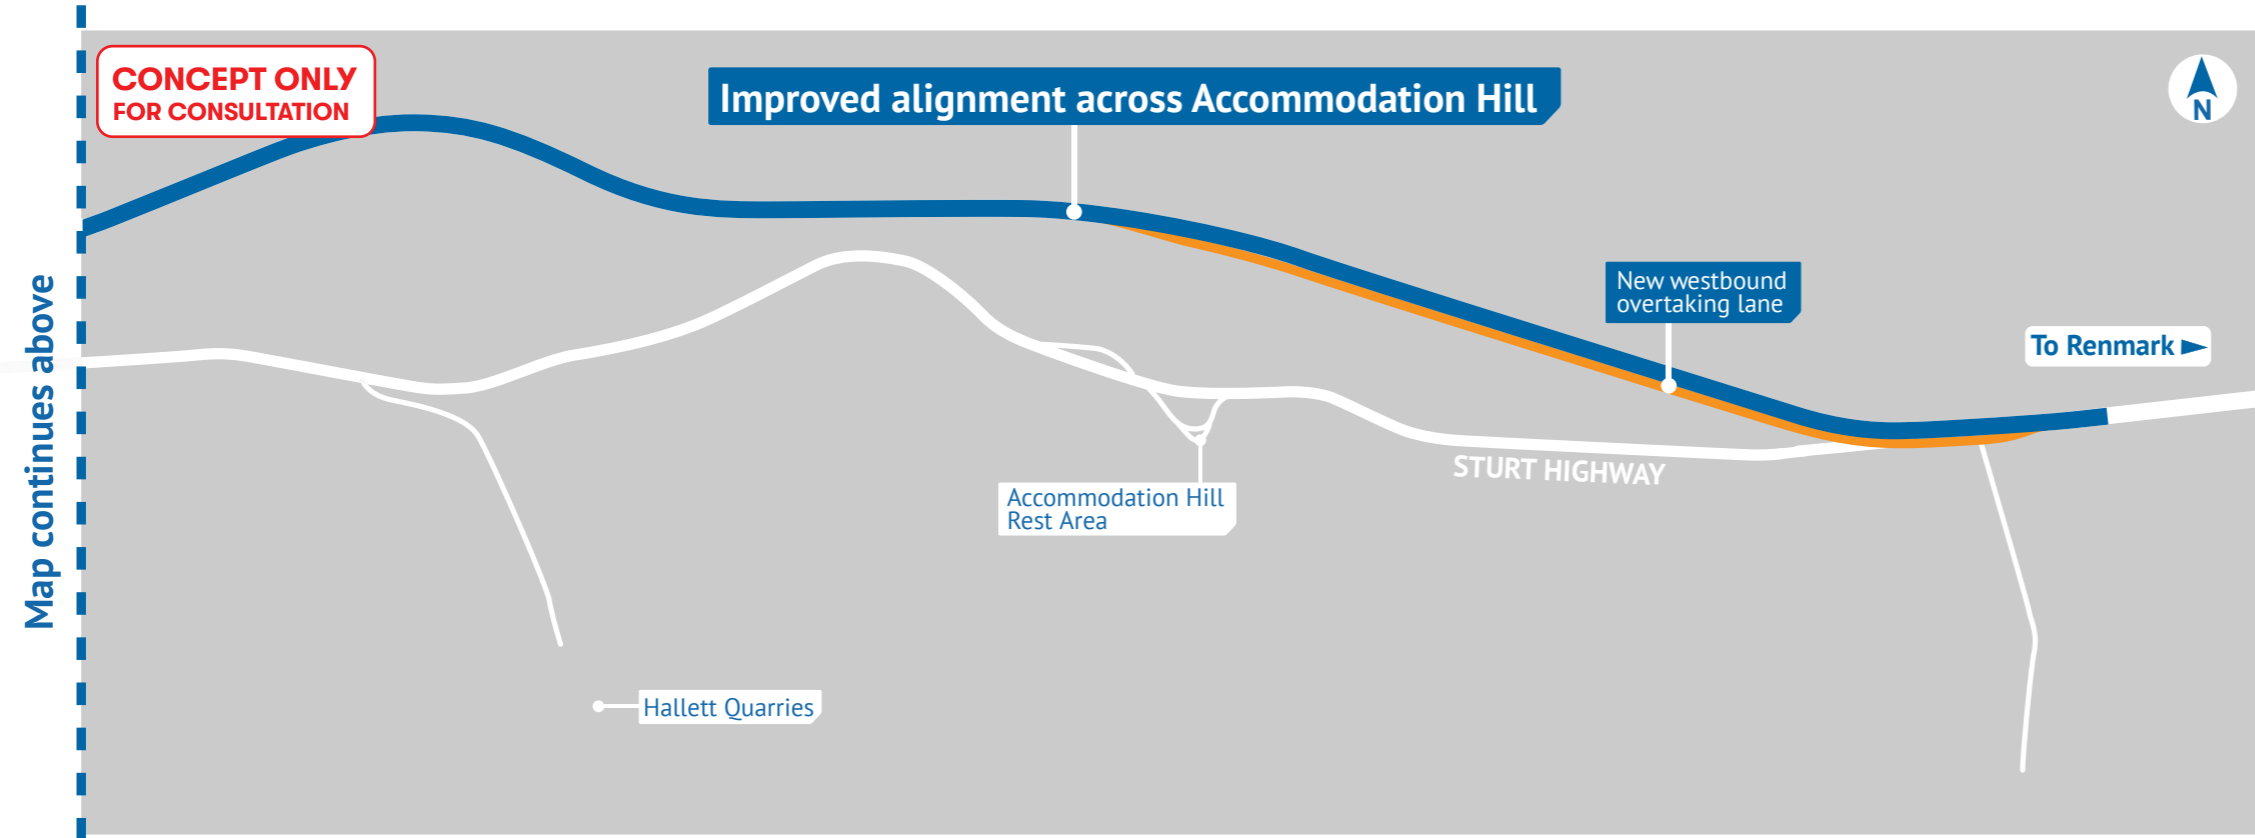 CONCEPT ONLY
FOR CONSULTATION
Improved alignment across Accommodation Hill
N
New westbound
overtaking lane
To Renmark
Map continues above
STURT HIGHWAY
Accommodation Hill
Rest Area
Hallett Quarries